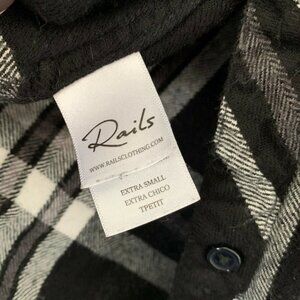 Rails
WWW.RAILSCLOTHING.COM
EXTRA SMALL
EXTRA CHICO
TPETIT